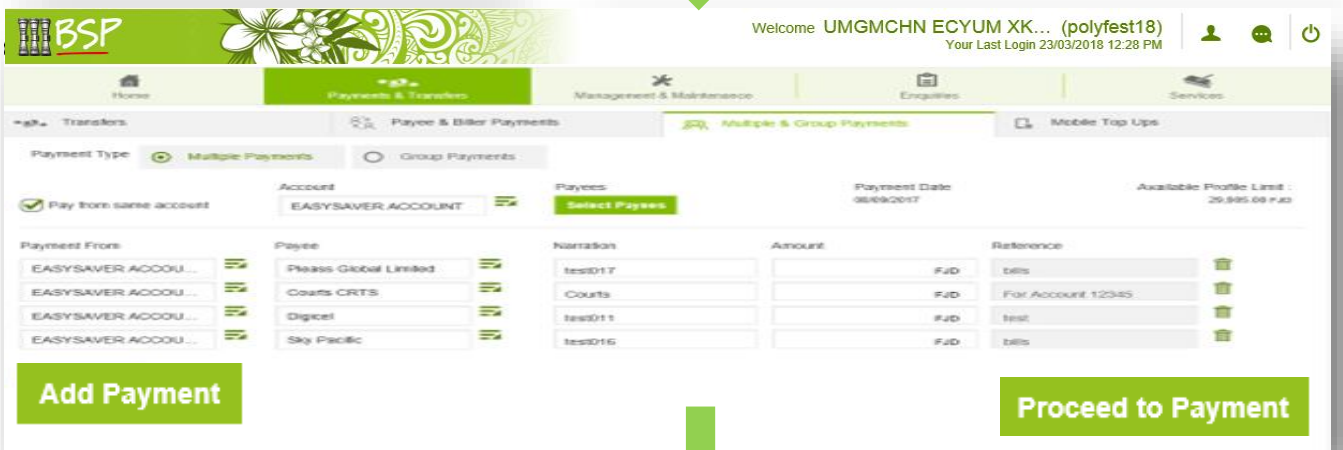 BSP
Welcome UMGMCHN ECYUM XK... (polyfest18)
Your Last Login 23/03/2018 12:28 PM
Home Payments & Transfers Management & Maintenance Enquiries Services
Transfers Payee & Biller Payments Multiple & Group Payments Mobile Top Ups
Payment Type Multiple Payments Group Payments
Account Payees Payment Date Available Profile Limit :
Pay from same account EASYSAVER ACCOUNT Select Payees 08/09/2017 29,985.00 FJD
Payment From Payee Narration Amount Reference
EASYSAVER ACCOU... Pleass Global Limited test017 FJD bills
EASYSAVER ACCOU... Courts CRTS Courts FJD For Account 12345
EASYSAVER ACCOU... Digicel test011 FJD test
EASYSAVER ACCOU... Sky Pacific test016 FJD bills
Add Payment
Proceed to Payment